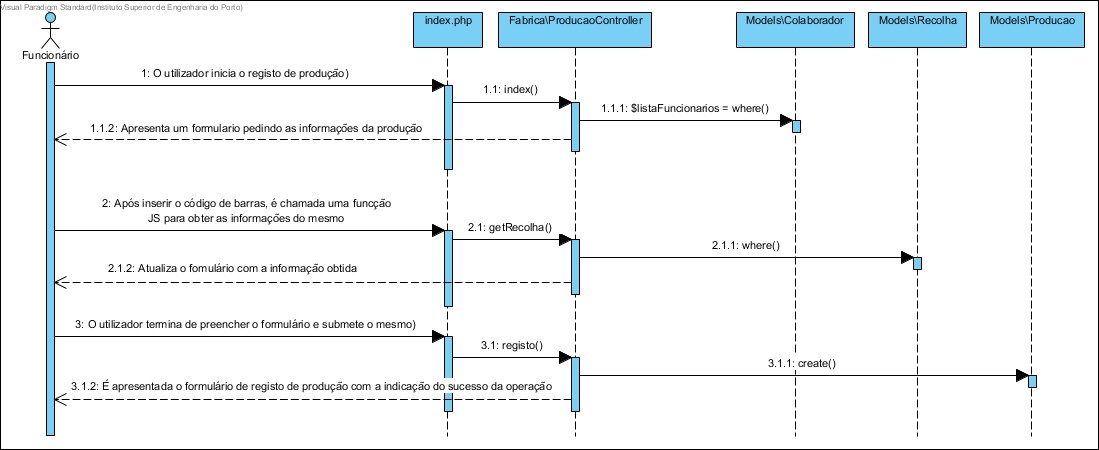 Visual Paradigm Standard(Instituto Superior de Engenharia do Porto)
index.php
Fabrica\ProducaoController
Models\Colaborador
Models\Recolha
Models\Producao
Funcionário
1: O utilizador inicia o registo de produção)
1.1: index()
1.1.1: $listaFuncionarios = where()
1.1.2: Apresenta um formulario pedindo as informações da produção
2: Após inserir o código de barras, é chamada uma funcção
JS para obter as informações do mesmo
2.1: getRecolha()
2.1.1: where()
2.1.2: Atualiza o fomulário com a informação obtida
3: O utilizador termina de preencher o formulário e submete o mesmo)
3.1: registo()
3.1.1: create()
3.1.2: É apresentada o formulário de registo de produção com a indicação do sucesso da operação